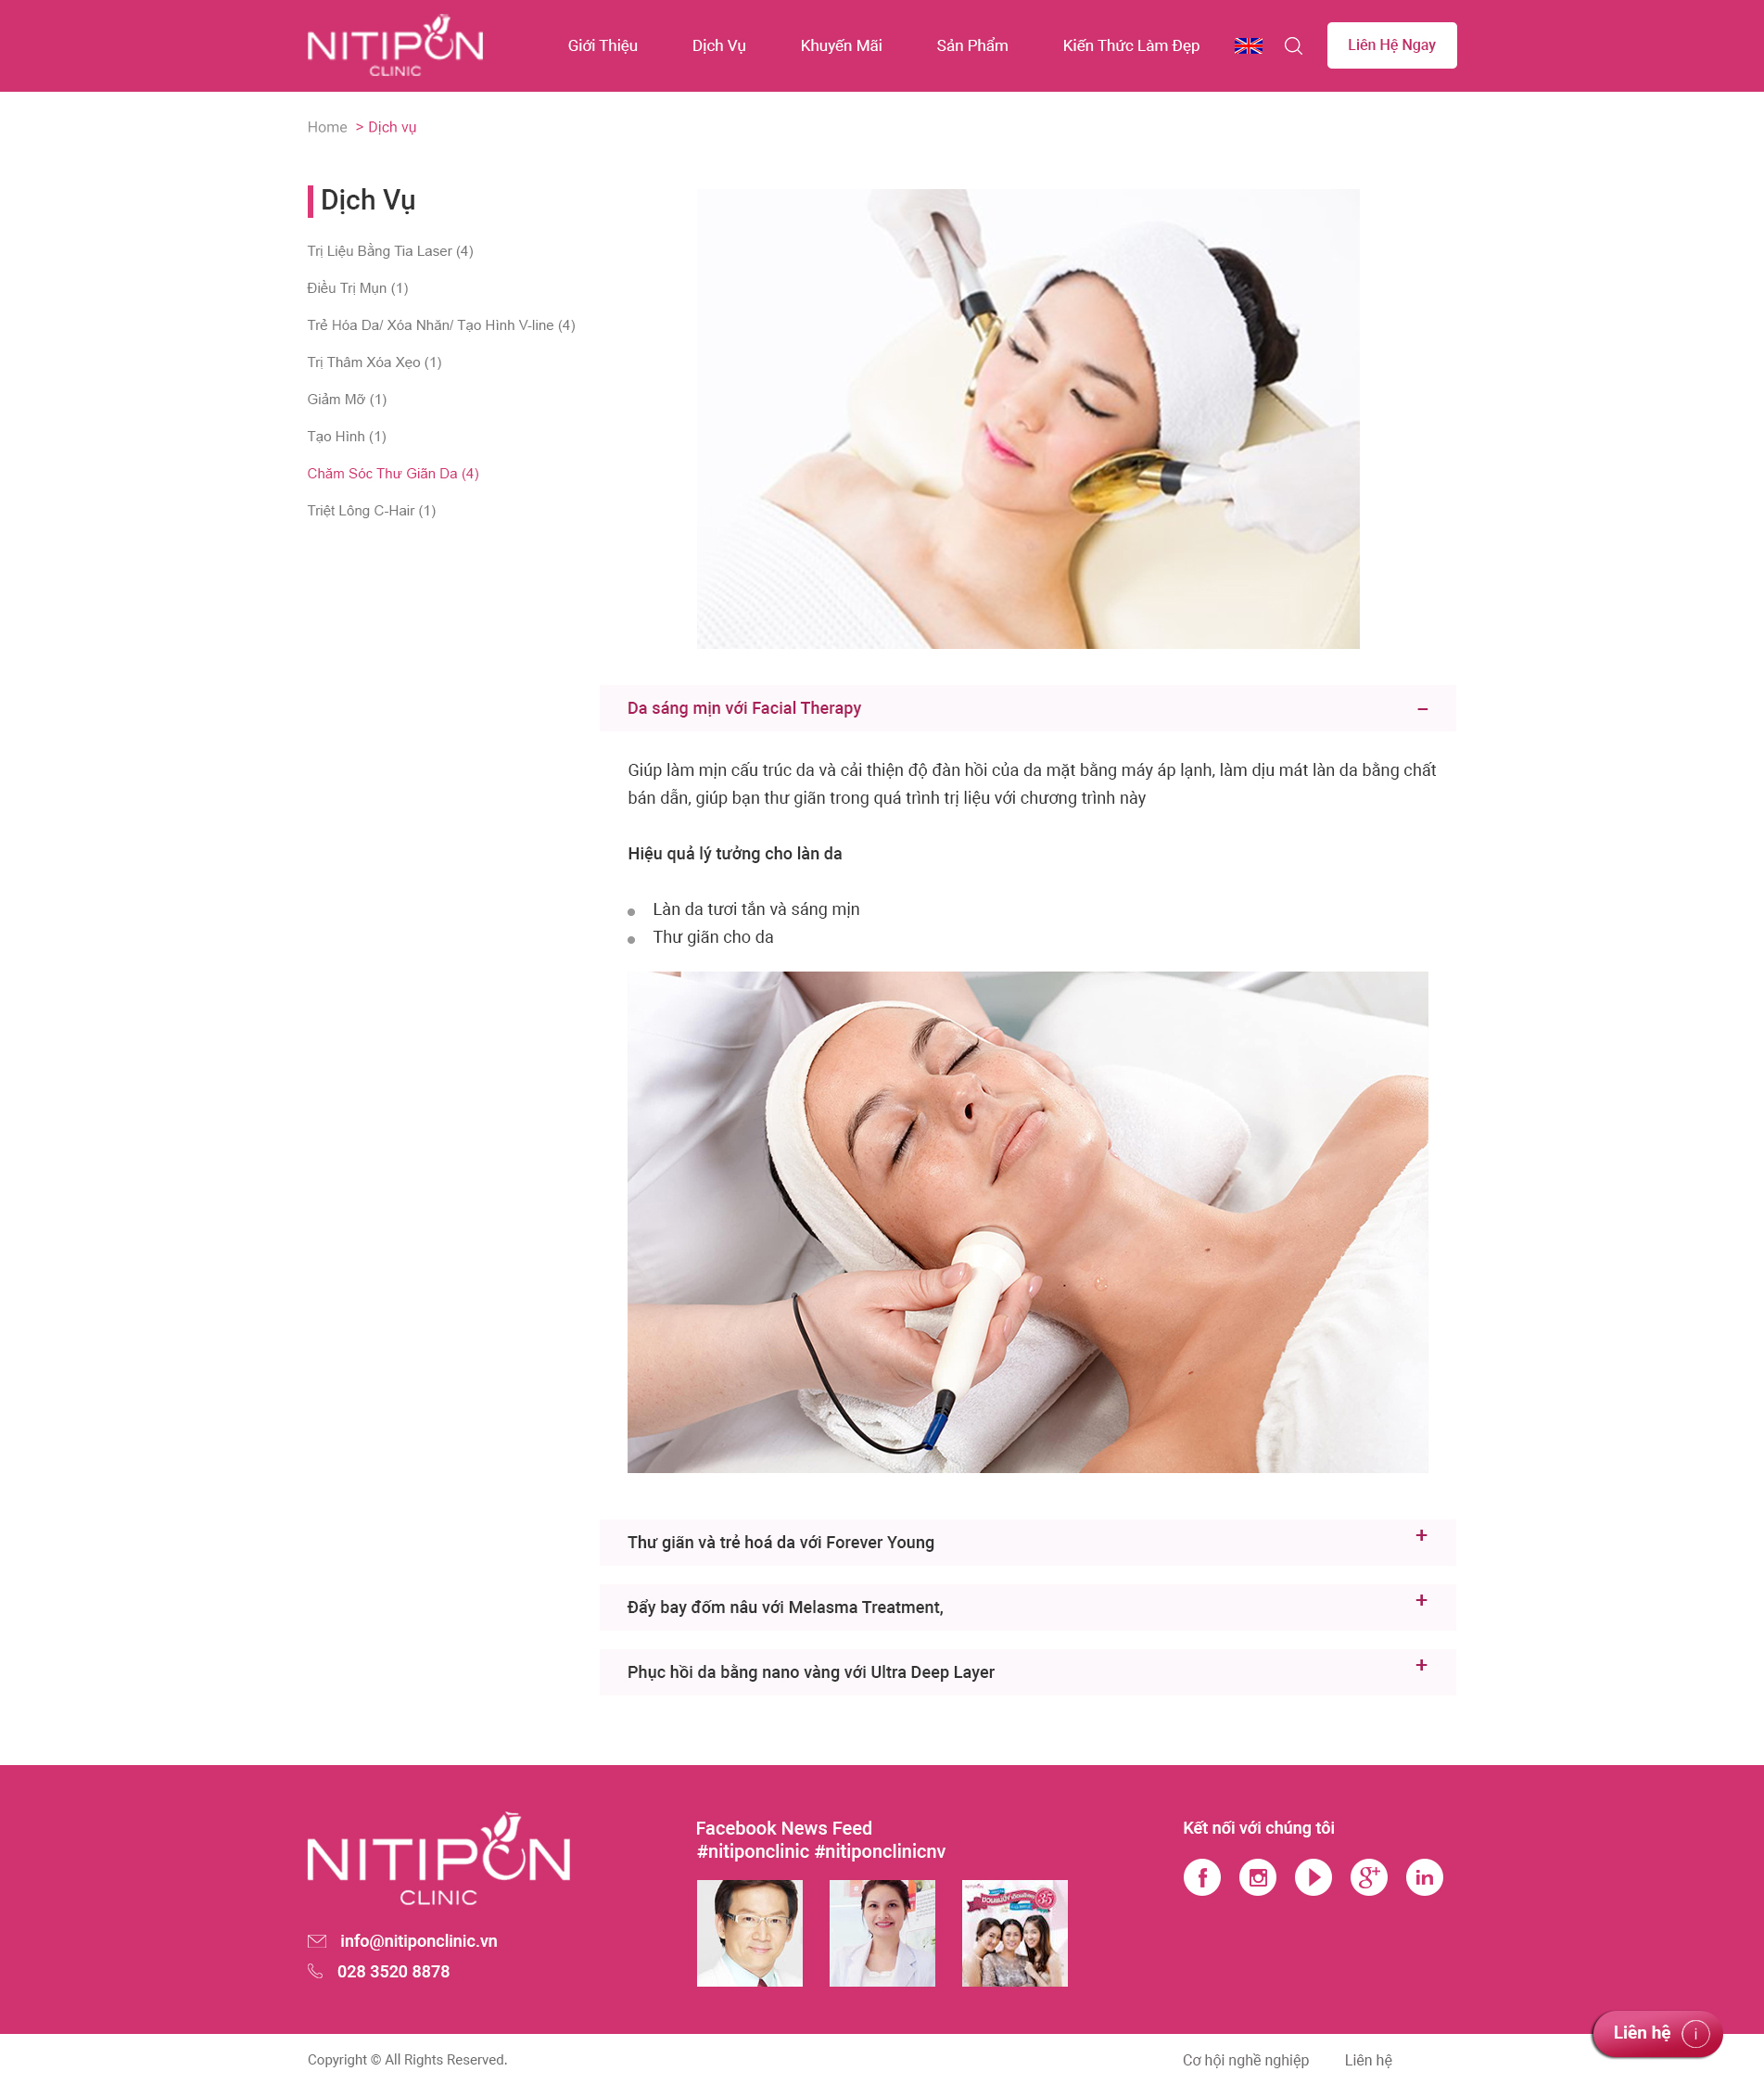 NITIPON
CLINIC
Giới Thiệu
Dịch Vụ
Khuyến Mãi
Sản Phẩm
Kiến Thức Làm Đẹp
Liên Hệ Ngay
Home > Dịch vụ
Dịch Vụ
Trị Liệu Bằng Tia Laser (4)
Điều Trị Mụn (1)
Trẻ Hóa Da/ Xóa Nhăn/ Tạo Hình V-line (4)
Trị Thâm Xóa Xẹo (1)
Giảm Mỡ (1)
Tạo Hình (1)
Chăm Sóc Thư Giãn Da (4)
Triệt Lông C-Hair (1)
Da sáng mịn với Facial Therapy –
Giúp làm mịn cấu trúc da và cải thiện độ đàn hồi của da mặt bằng máy áp lạnh, làm dịu mát làn da bằng chất
bán dẫn, giúp bạn thư giãn trong quá trình trị liệu với chương trình này
Hiệu quả lý tưởng cho làn da
Làn da tươi tắn và sáng mịn
Thư giãn cho da
Thư giãn và trẻ hoá da với Forever Young +
Đẩy bay đốm nâu với Melasma Treatment, +
Phục hồi da bằng nano vàng với Ultra Deep Layer +
NITIPON
CLINIC
info@nitiponclinic.vn
028 3520 8878
Facebook News Feed
#nitiponclinic #nitiponclinicnv
35
Kết nối với chúng tôi
Liên hệ
Copyright © All Rights Reserved.
Cơ hội nghề nghiệp
Liên hệ